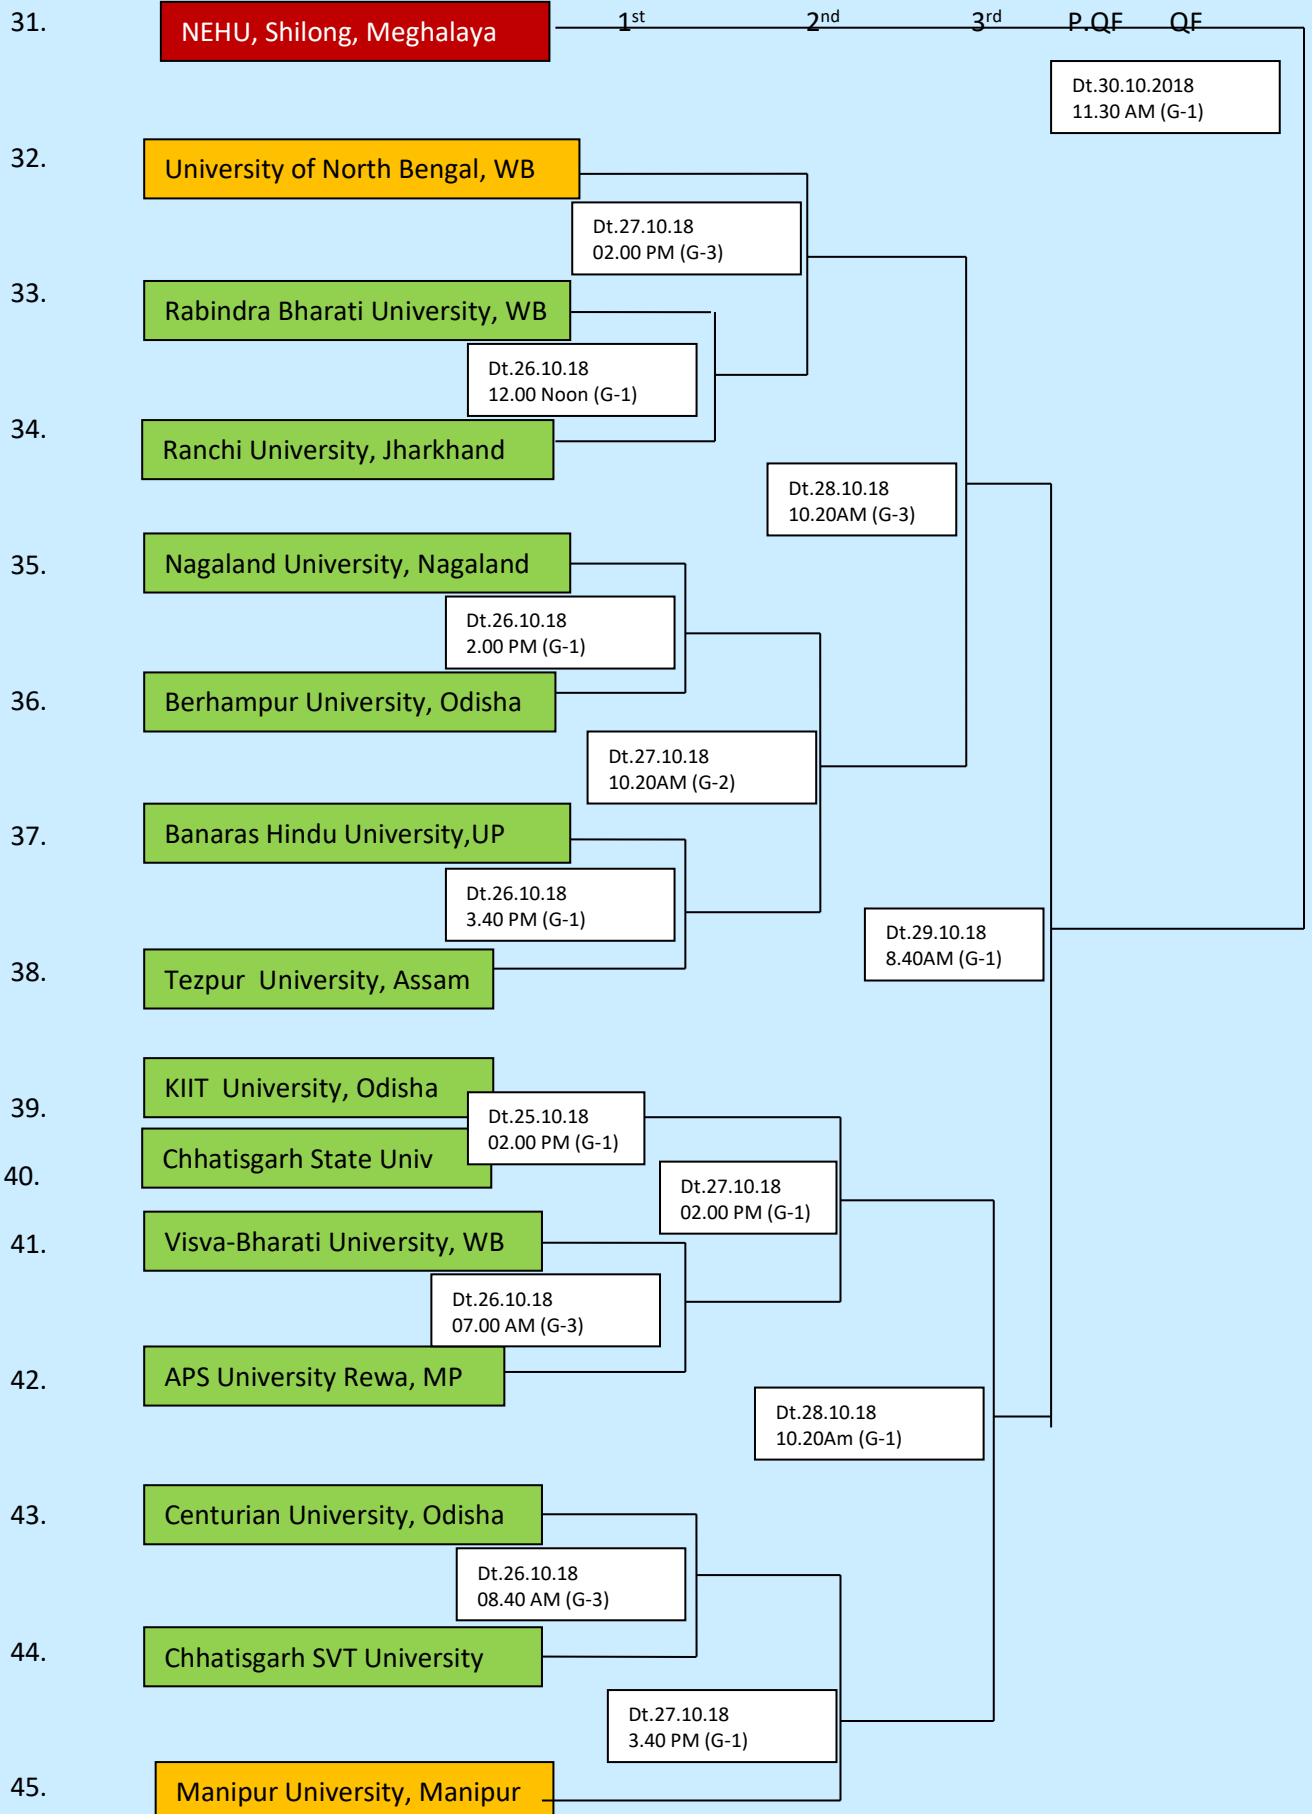 31. NEHU, Shilong, Meghalaya 1st 2nd 3rd P.QF QF
Dt.30.10.2018
11.30 AM (G-1)
32. University of North Bengal, WB
Dt.27.10.18
02.00 PM (G-3)
33. Rabindra Bharati University, WB
Dt.26.10.18
12.00 Noon (G-1)
34. Ranchi University, Jharkhand
Dt.28.10.18
10.20AM (G-3)
35. Nagaland University, Nagaland
Dt.26.10.18
2.00 PM (G-1)
36. Berhampur University, Odisha
Dt.27.10.18
10.20AM (G-2)
37. Banaras Hindu University,UP
Dt.26.10.18
3.40 PM (G-1)
Dt.29.10.18
8.40AM (G-1)
38. Tezpur University, Assam
39. KIIT University, Odisha
Dt.25.10.18
02.00 PM (G-1)
40. Chhatisgarh State Univ
Dt.27.10.18
02.00 PM (G-1)
41. Visva-Bharati University, WB
Dt.26.10.18
07.00 AM (G-3)
42. APS University Rewa, MP
Dt.28.10.18
10.20Am (G-1)
43. Centurian University, Odisha
Dt.26.10.18
08.40 AM (G-3)
44. Chhatisgarh SVT University
Dt.27.10.18
3.40 PM (G-1)
45. Manipur University, Manipur